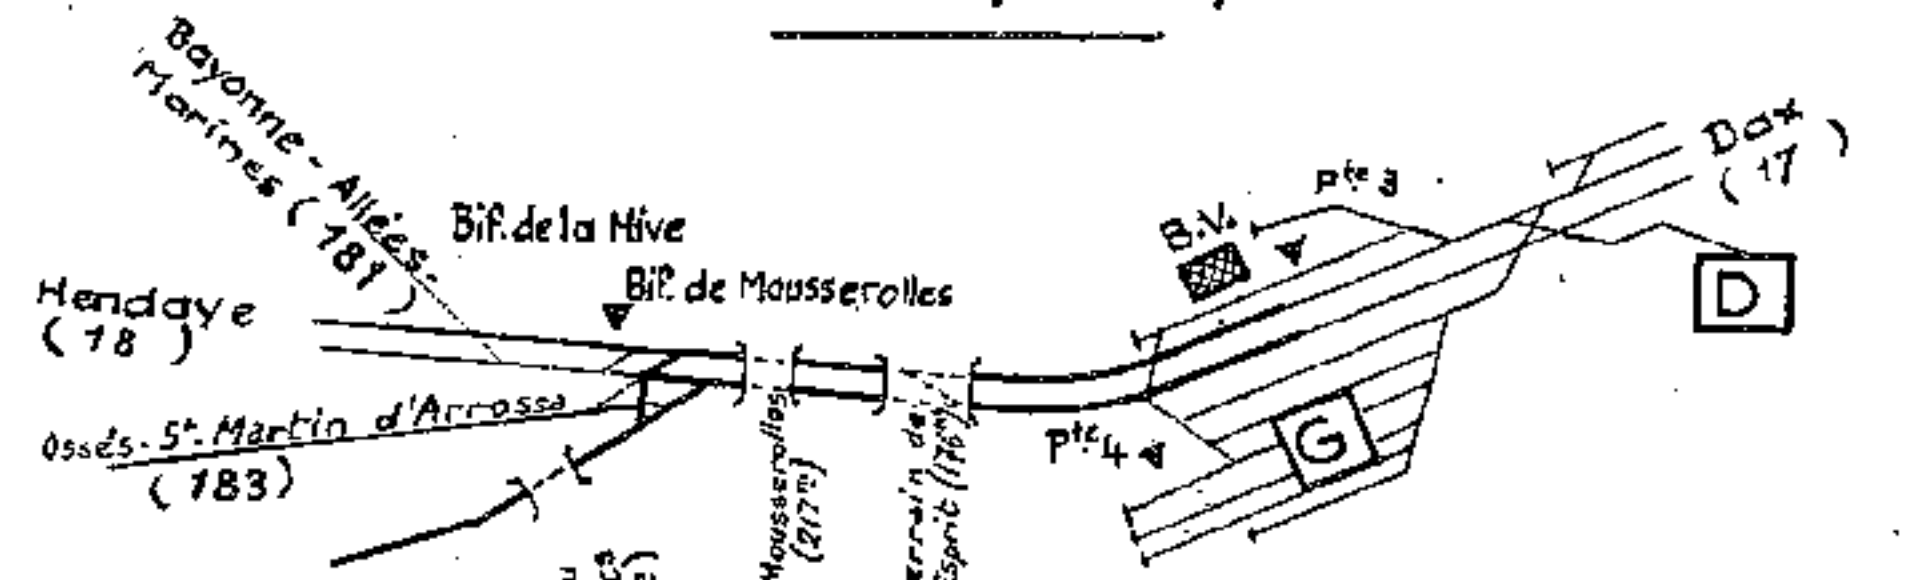 Bayonne - Allées-
Marines (181)
Bif. de la Nive
Bif. de Mousserolles
Hendaye
(18)
Ossés-St. Martin d'Arrossa
(183)
Mousserolles
(217m)
(176m)
B.V.
Pte 3
Dax
(17)
D
Pte 4
G